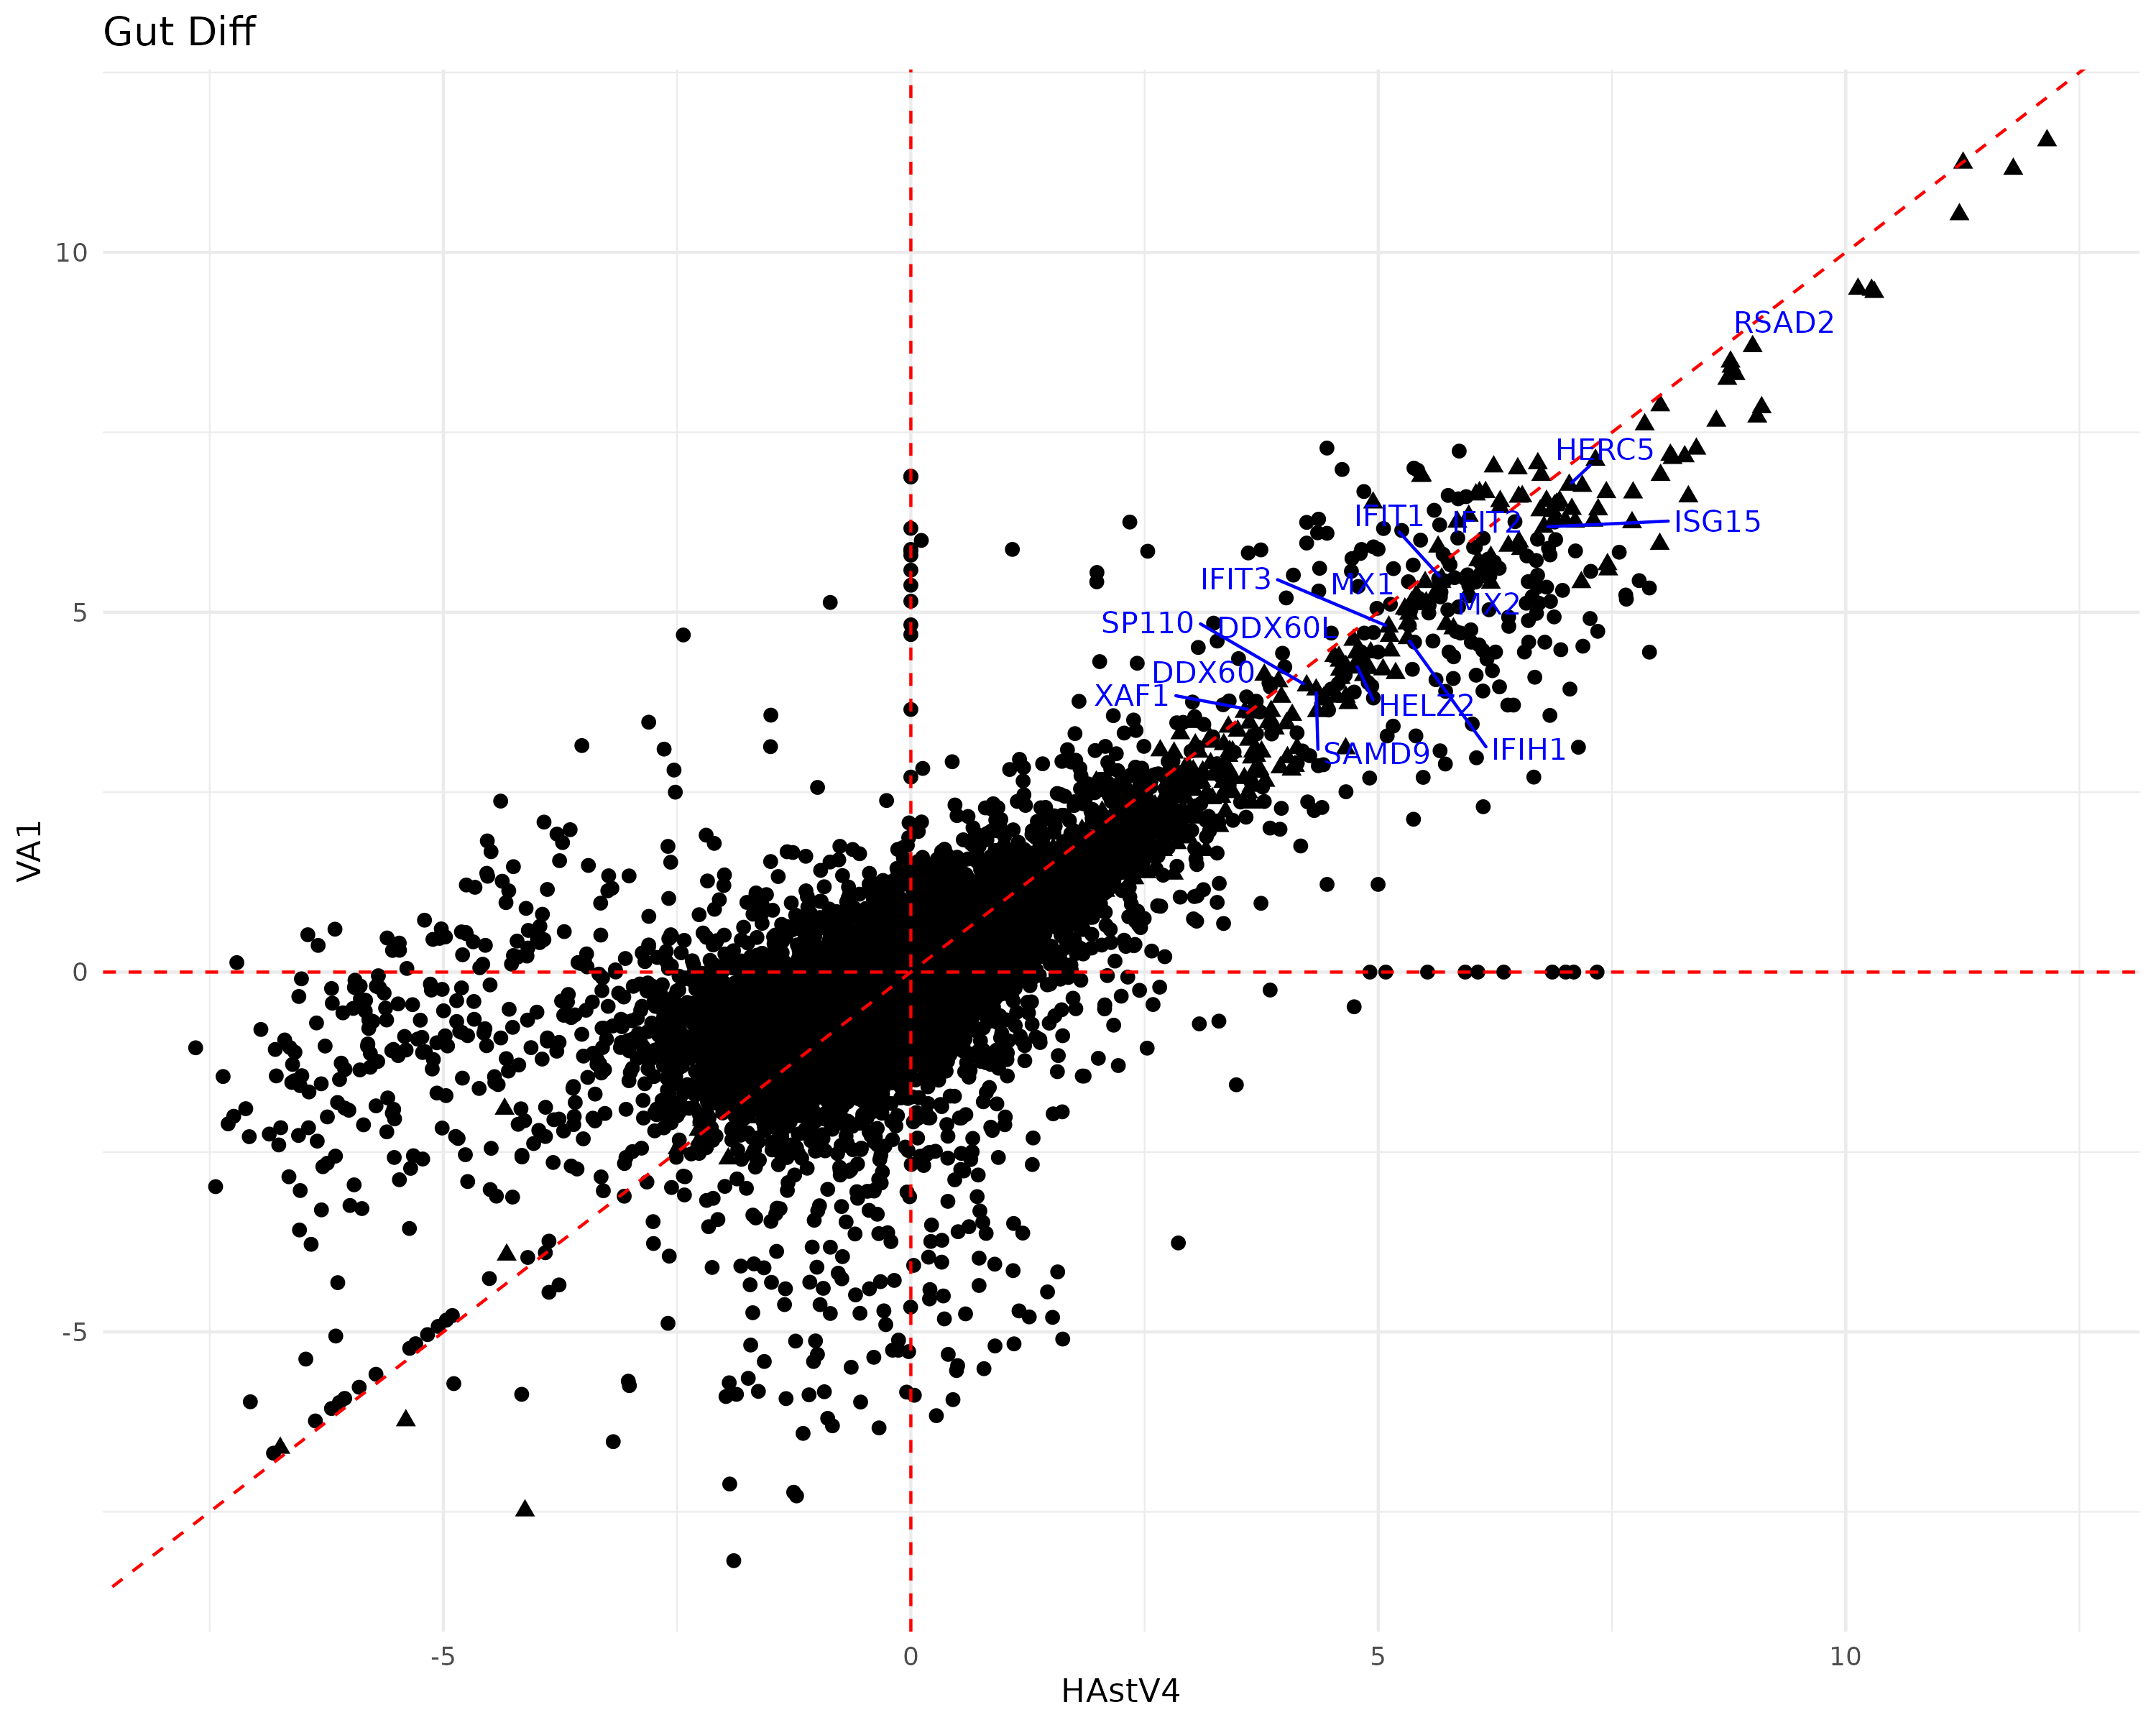 Gut Diff
10
5
0
-5
VA1
RSAD2
HERC5
IFIT1
IFIT2
ISG15
IFIT3
MX1
MX2
SP110
DDX60L
DDX60
XAF1
HELZ2
SAMD9
IFIH1
-5
0
5
10
HAstV4